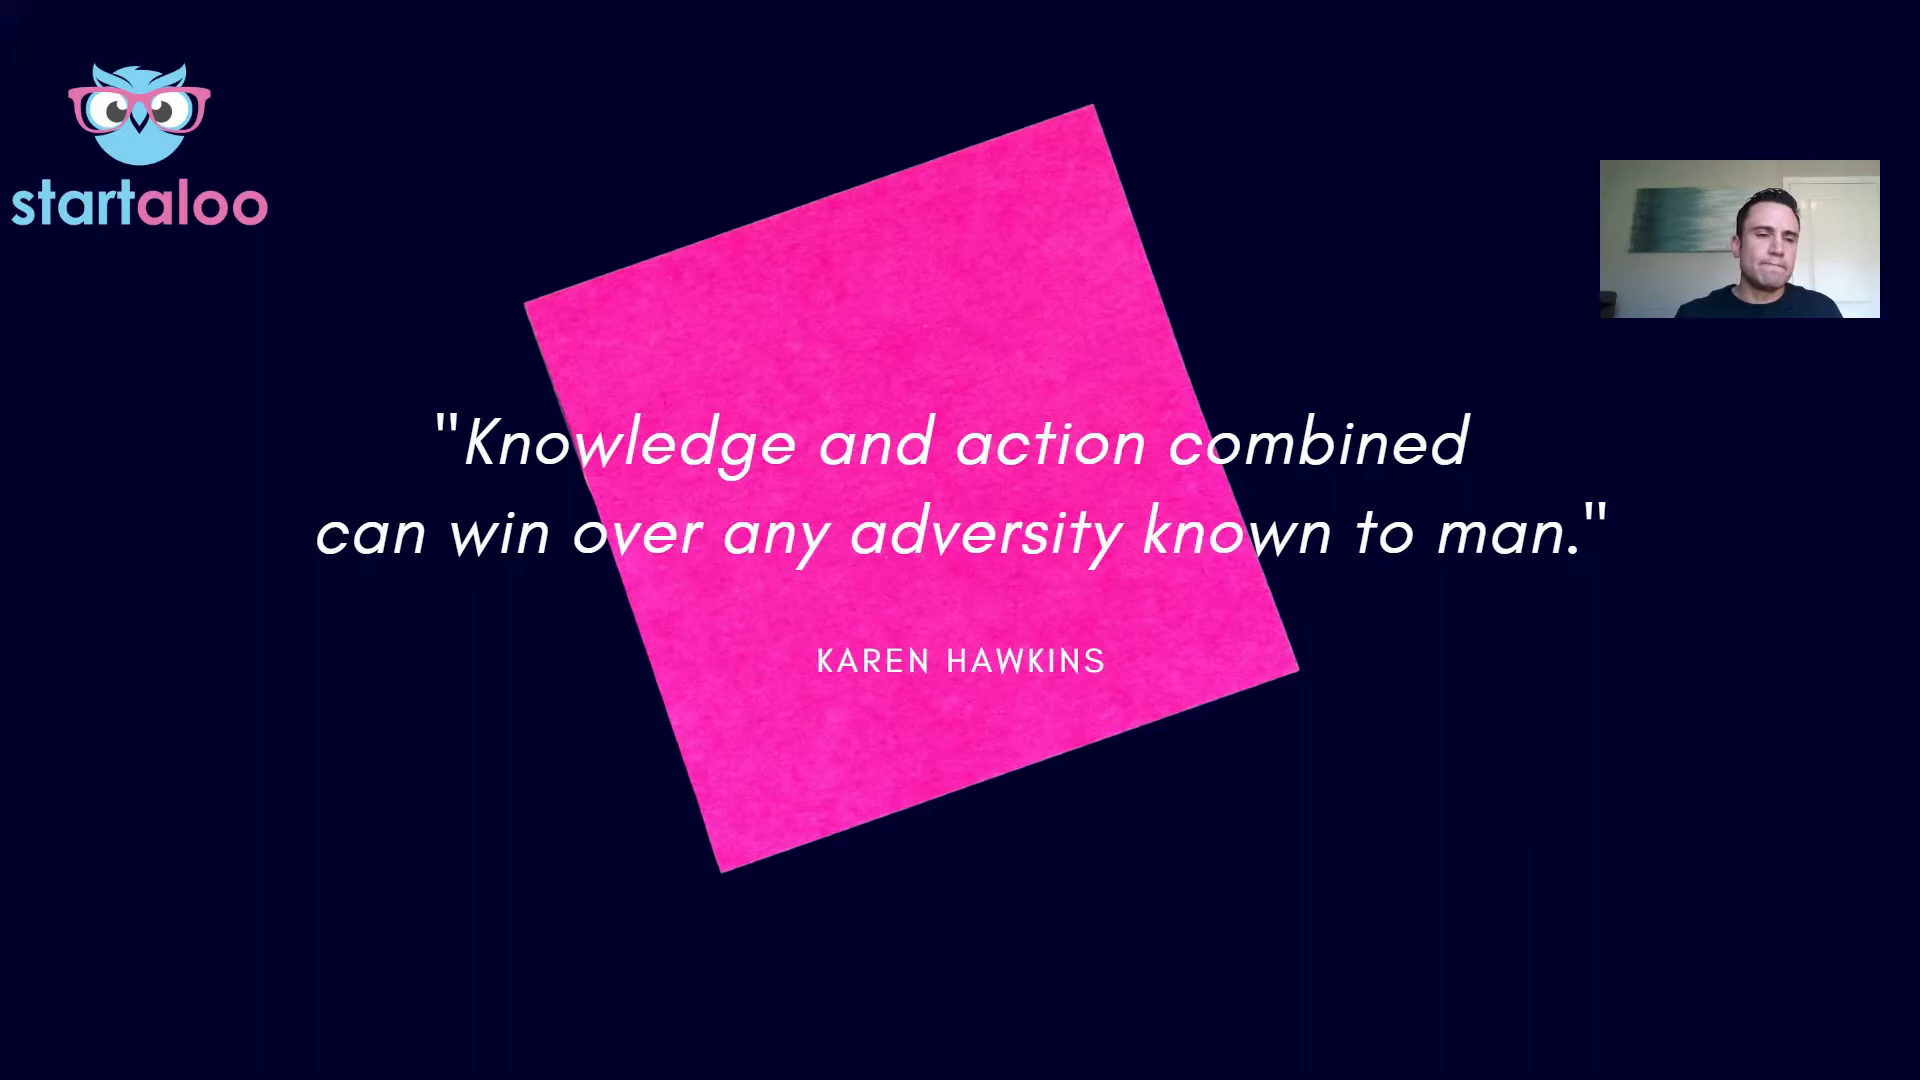 startaloo
"Knowledge and action combined
can win over any adversity known to man."
KAREN HAWKINS